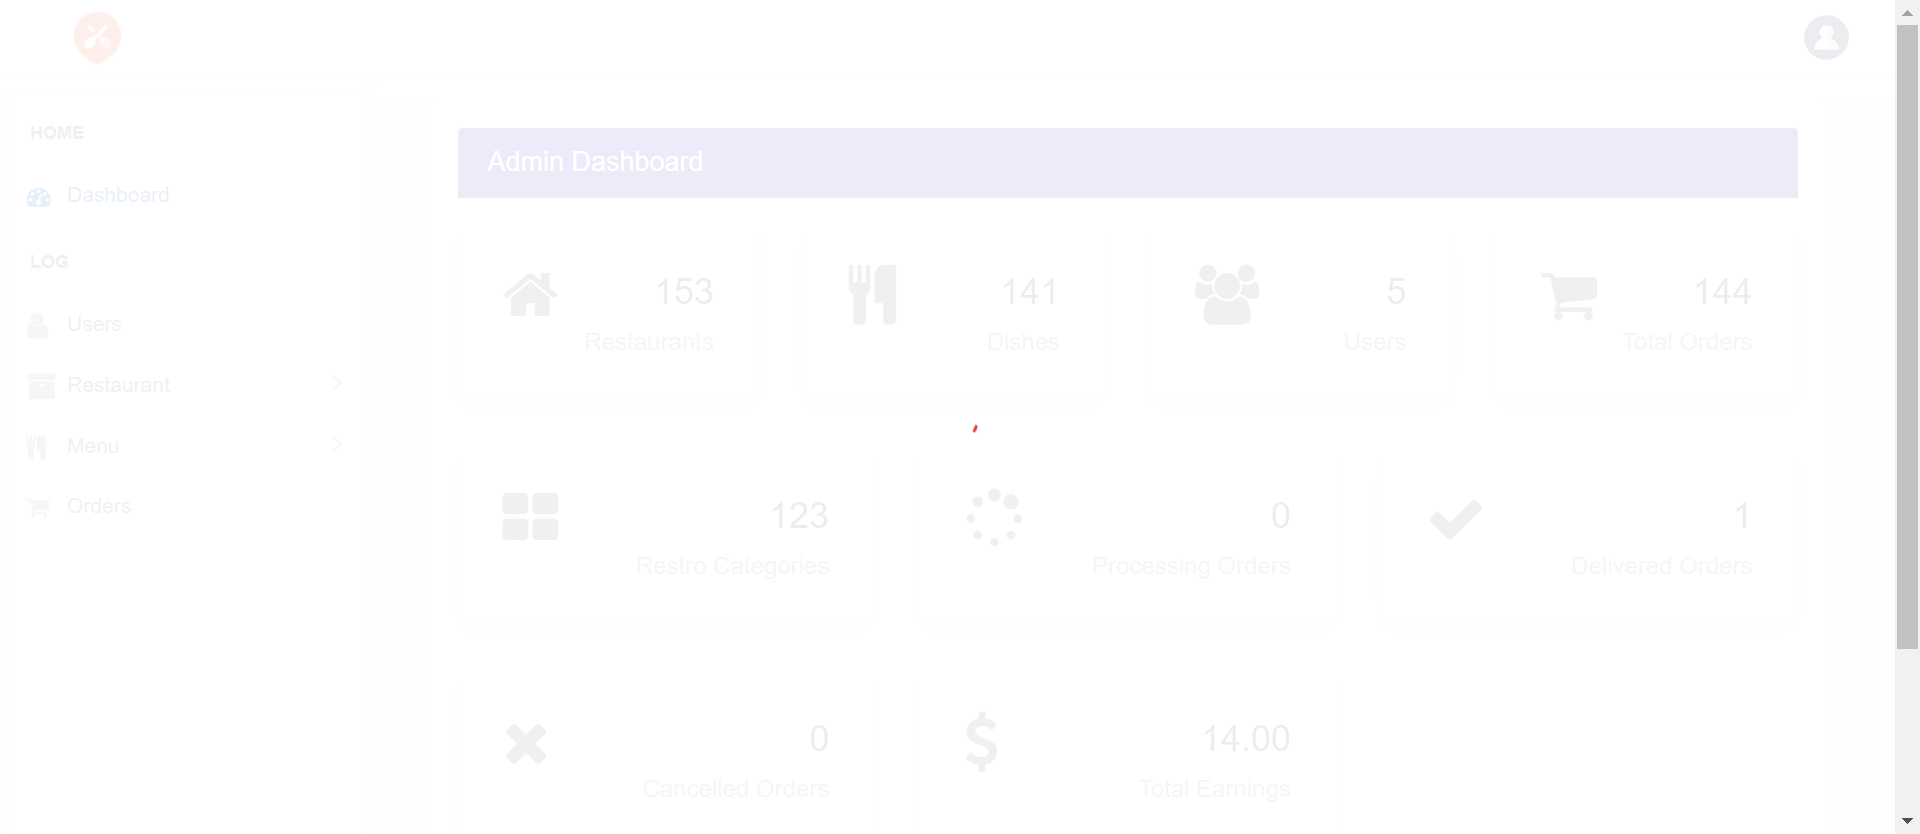 HOME
Dashboard
LOG
Users
Restaurant
Menu
Orders
Admin Dashboard
153
Restaurants
141
Dishes
5
Users
144
Total Orders
123
Restro Categories
0
Processing Orders
1
Delivered Orders
0
Cancelled Orders
14.00
Total Earnings